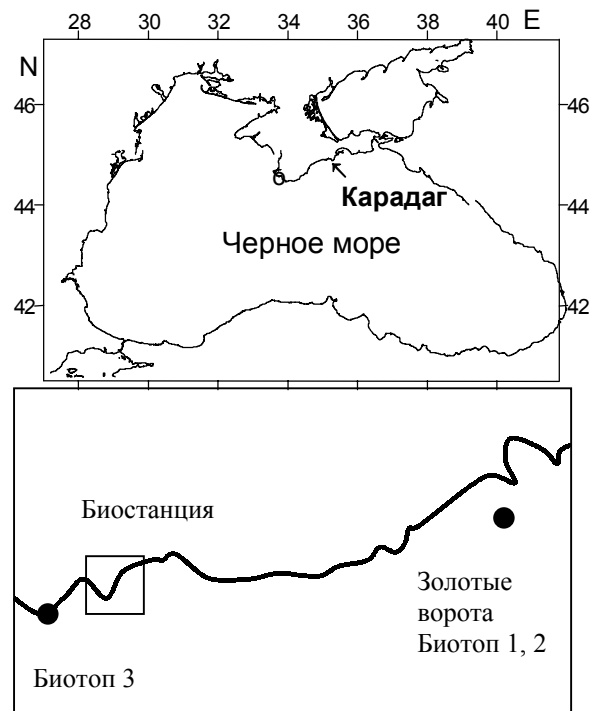 28 30 32 34 36 38 40 E
N
46 46
44 44
42 42
Карадаг
Черное море
Биостанция
Золотые
ворота
Биотоп 1, 2
Биотоп 3